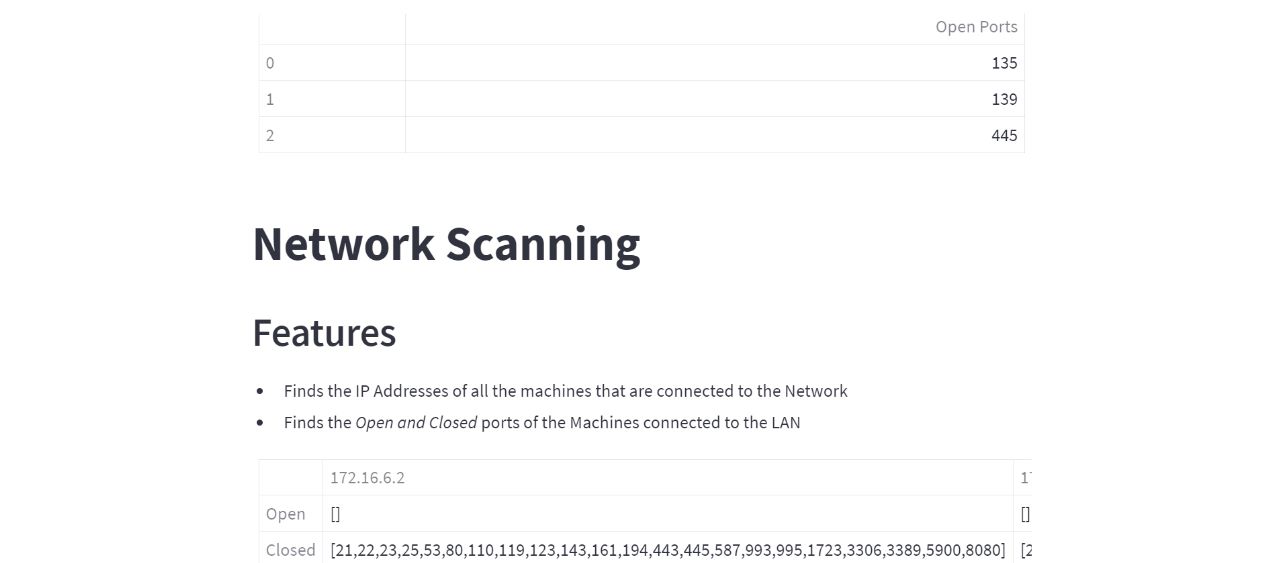 Open Ports
0 135
1 139
2 445
Network Scanning
Features
• Finds the IP Addresses of all the machines that are connected to the Network
• Finds the Open and Closed ports of the Machines connected to the LAN
172.16.6.2
Open [] []
Closed [21,22,23,25,53,80,110,119,123,143,161,194,443,445,587,993,995,1723,3306,3389,5900,8080] [2